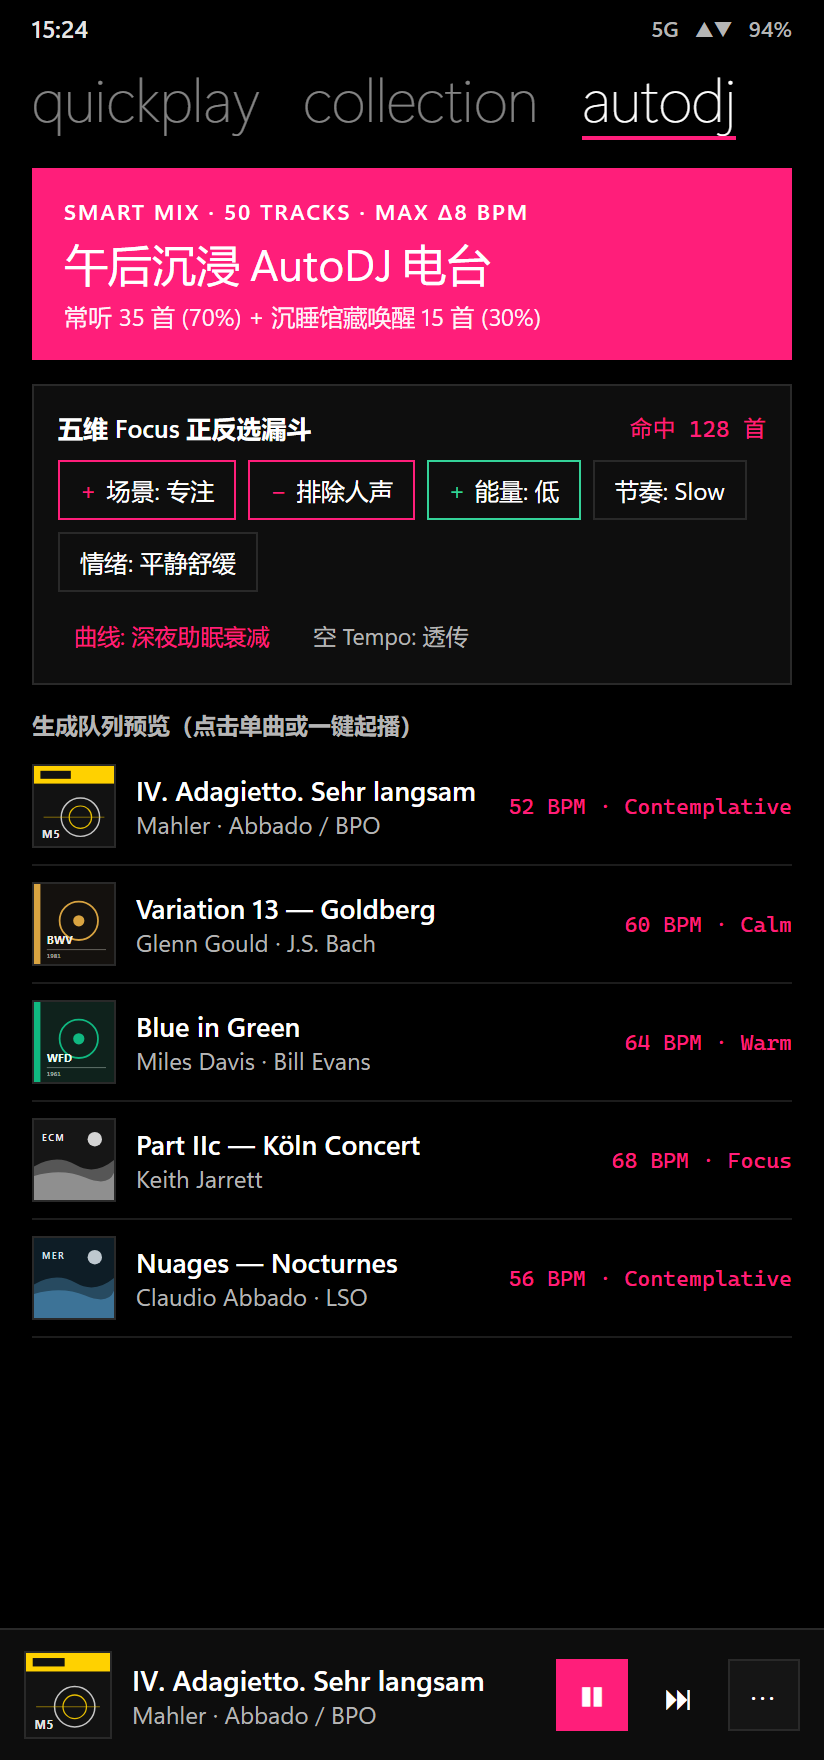 15:24
5G ▲▼ 94%
quickplay collection autodj
SMART MIX · 50 TRACKS · MAX Δ8 BPM
午后沉浸 AutoDJ 电台
常听 35 首 (70%) + 沉睡馆藏唤醒 15 首 (30%)
五维 Focus 正反选漏斗
命中 128 首
+ 场景: 专注
− 排除人声
+ 能量: 低
节奏: Slow
情绪: 平静舒缓
曲线: 深夜助眠衰减
空 Tempo: 透传
生成队列预览（点击单曲或一键起播）
M5
IV. Adagietto. Sehr langsam
Mahler · Abbado / BPO
52 BPM · Contemplative
BWV
1981
Variation 13 — Goldberg
Glenn Gould · J.S. Bach
60 BPM · Calm
WFD
1961
Blue in Green
Miles Davis · Bill Evans
64 BPM · Warm
ECM
Part IIc — Köln Concert
Keith Jarrett
68 BPM · Focus
MER
Nuages — Nocturnes
Claudio Abbado · LSO
56 BPM · Contemplative
M5
IV. Adagietto. Sehr langsam
Mahler · Abbado / BPO
···